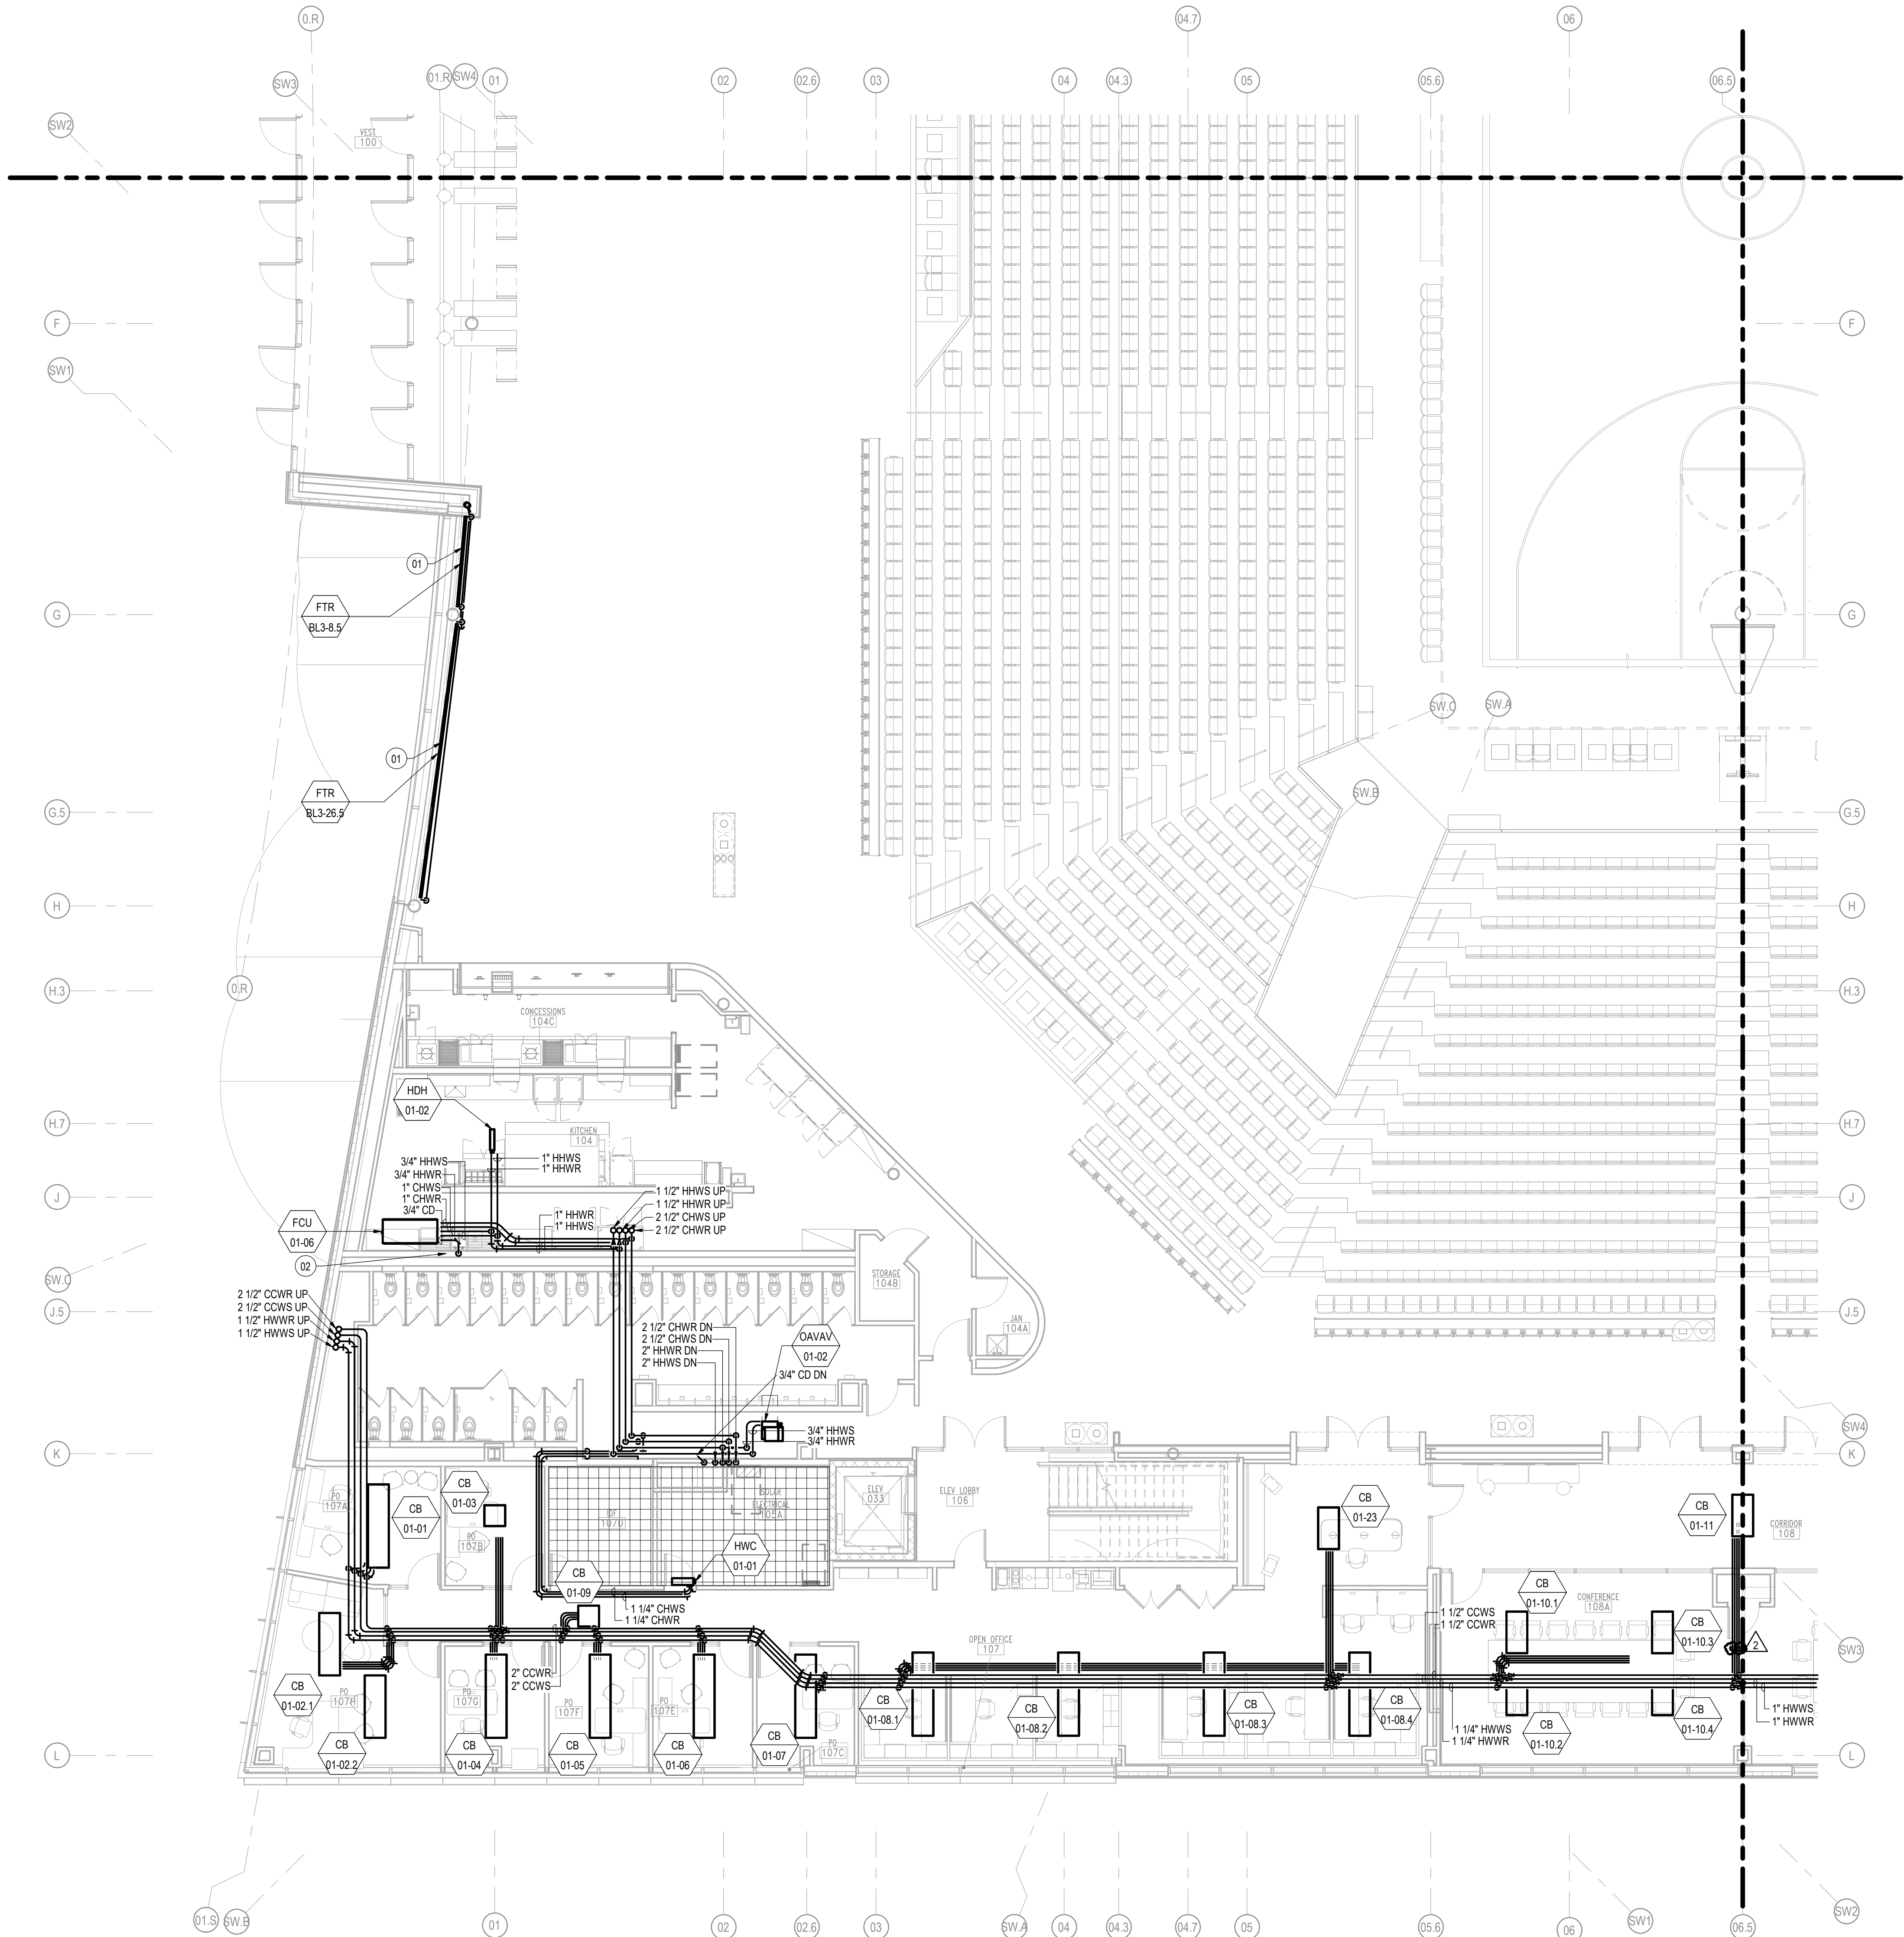 0.R
04.7
06
SW3
01.R
SW4
01
02
02.6
03
04
04.3
05
05.6
06.5
SW2
VEST
100
F
F
SW1
01
FTR
BL3-8.5
G
G
SW.C
SW.A
01
FTR
BL3-26.5
SW.B
G.5
G.5
H
H
0.R
H.3
H.3
CONCESSIONS
104C
HDH
01-02
H.7
H.7
KITCHEN
104
3/4" HHWS
3/4" HHWR
1" CHWS
1" CHWR
3/4" CD
1" HHWS
1" HHWR
J
J
1 1/2" HHWS UP
1 1/2" HHWR UP
2 1/2" CHWS UP
2 1/2" CHWR UP
1" HHWR
1" HHWS
FCU
01-06
02
SW.C
STORAGE
104B
2 1/2" CCWR UP
2 1/2" CCWS UP
1 1/2" HWWR UP
1 1/2" HWWS UP
J.5
J.5
JAN
104A
2 1/2" CHWR DN
2 1/2" CHWS DN
2" HHWR DN
2" HHWS DN
OAVAV
01-02
3/4" CD DN
3/4" HHWS
3/4" HHWR
SW4
K
K
PO
107A
CB
01-01
CB
01-03
PO
107B
IDF
107D
SOLAR
ELECTRICAL
105A
ELEV
033
ELEV LOBBY
106
CB
01-23
CB
01-11
CORRIDOR
108
HWC
01-01
CB
01-09
1 1/4" CHWS
1 1/4" CHWR
CB
01-10.1
CONFERENCE
108A
1 1/2" CCWS
1 1/2" CCWR
CB
01-10.3
2
SW3
OPEN OFFICE
107
2" CCWR
2" CCWS
CB
01-02.1
PO
107H
PO
107G
PO
107F
PO
107E
CB
01-08.1
CB
01-08.2
CB
01-08.3
CB
01-08.4
CB
01-10.4
1" HWWS
1" HWWR
1 1/4" HWWS
1 1/4" HWWR
CB
01-10.2
CB
01-02.2
CB
01-04
CB
01-05
CB
01-06
CB
01-07
PO
107C
L
L
01.S
SW.B
01
02
02.6
03
SW.A
04
04.3
04.7
05
05.6
06
SW1
06.5
SW2